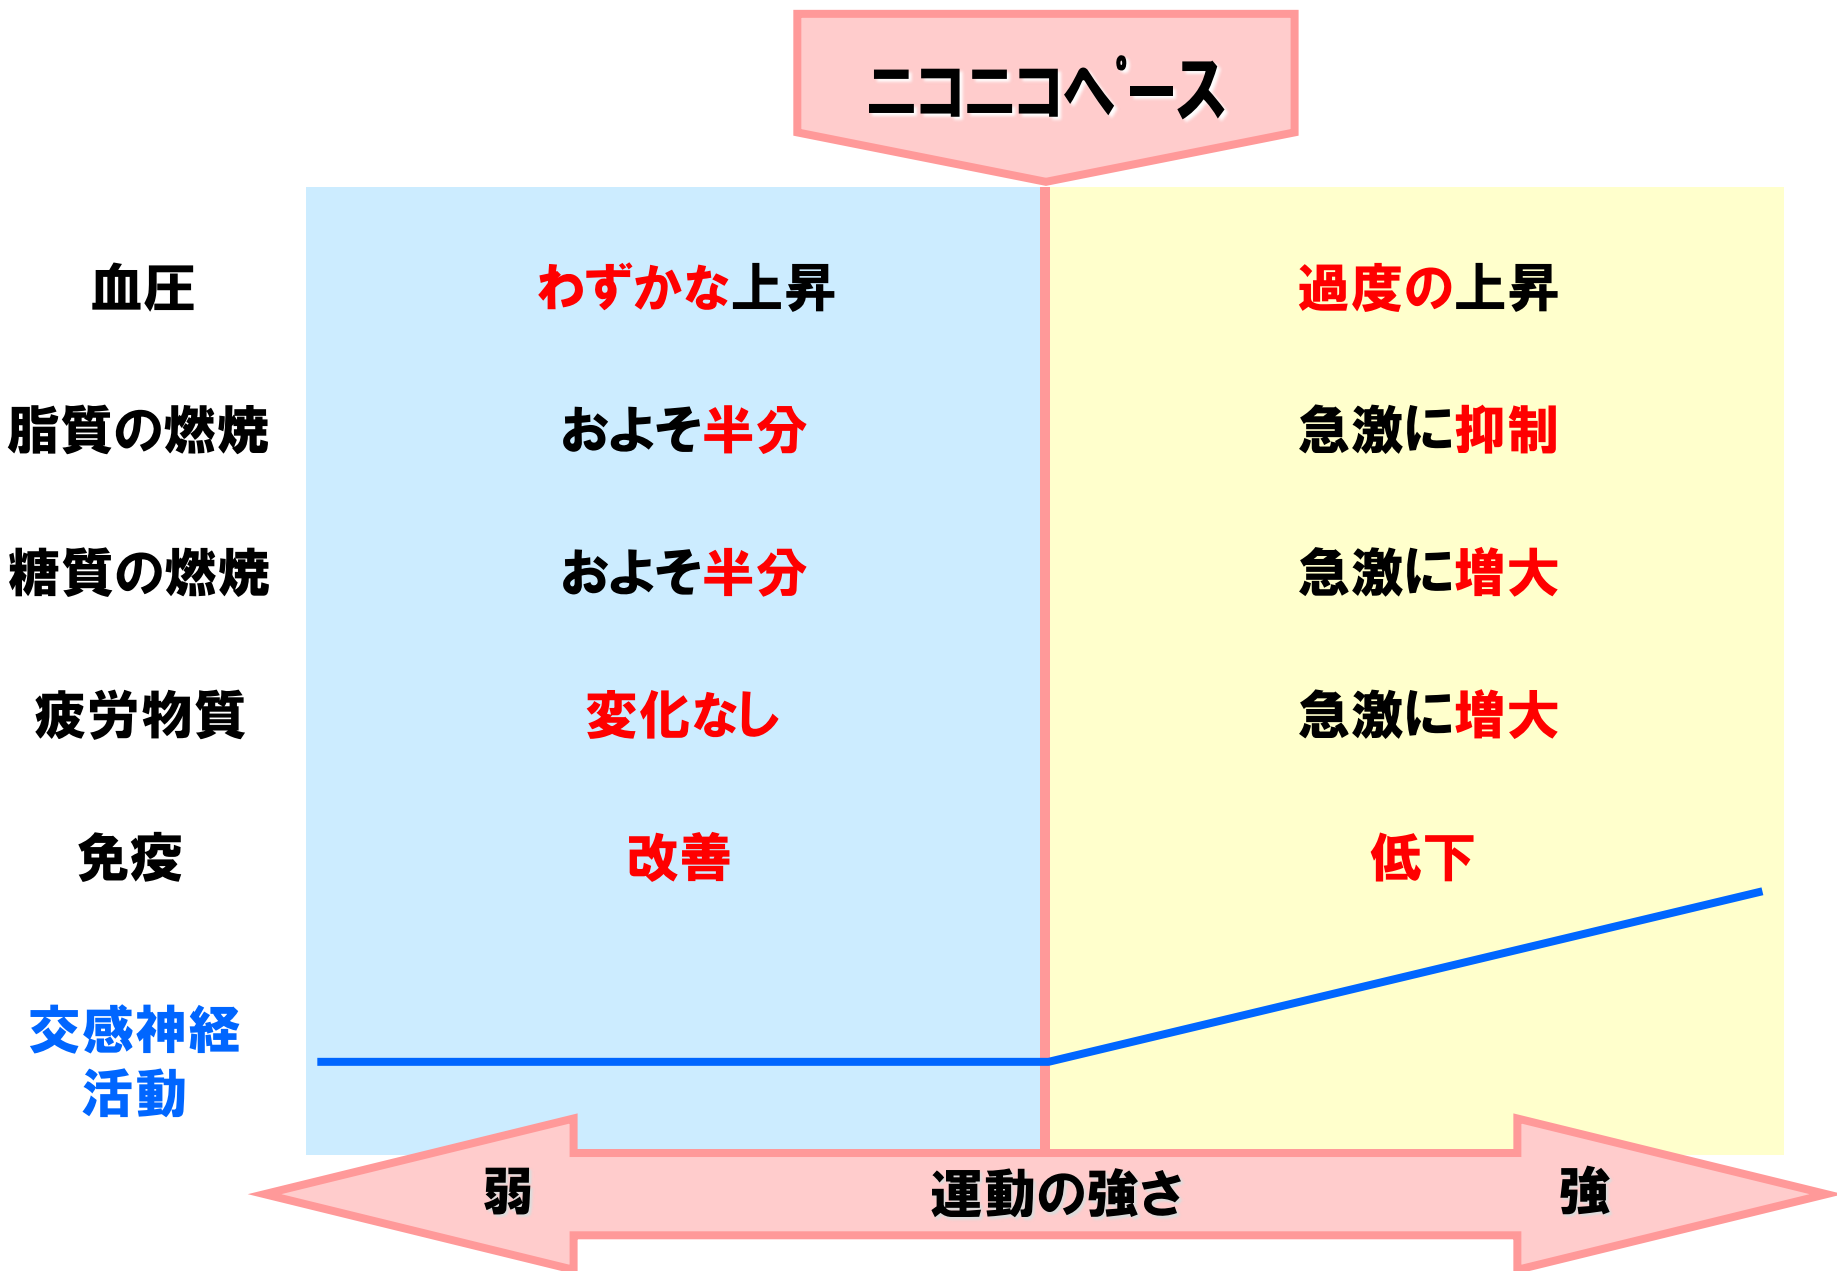 ニコニコペース
血圧 わずかな上昇 過度の上昇
脂質の燃焼 およそ半分 急激に抑制
糖質の燃焼 およそ半分 急激に増大
疲労物質 変化なし 急激に増大
免疫 改善 低下
交感神経
活動
弱 運動の強さ 強